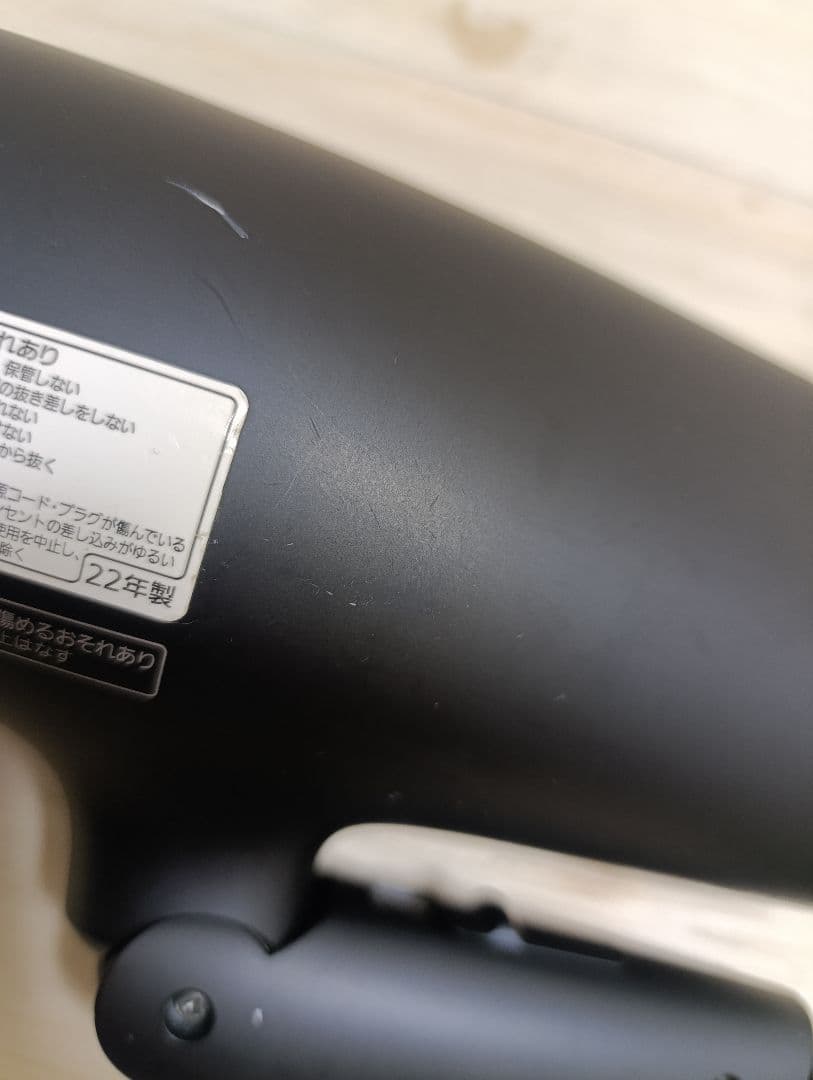 れあり
保管しない
の抜き差しをしない
れない
ない
から抜く
コード・プラグが傷んでいる
セントの差し込みがゆるい
使用を中止し、
除く
22年製
傷めるおそれあり
上はなす